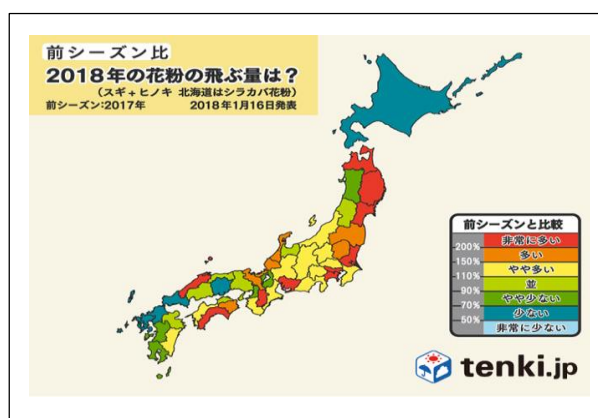 前シーズン比
2018年の花粉の飛ぶ量は？
（スギ＋ヒノキ 北海道はシラカバ花粉）
前シーズン:2017年 2018年1月16日発表
前シーズンと比較
非常に多い
200%
多い
150%
やや多い
110%
並
90%
やや少ない
70%
少ない
50%
非常に少ない
tenki.jp